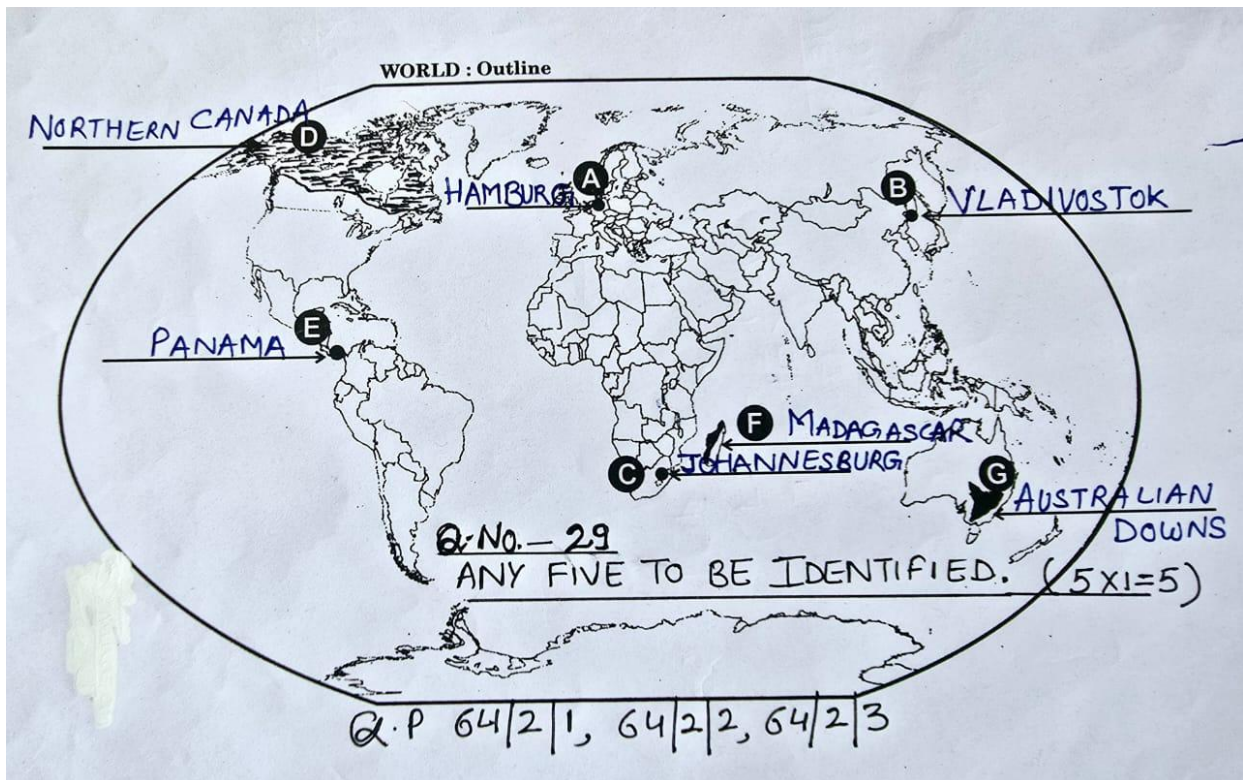 WORLD : Outline
NORTHERN CANADA
D
A
HAMBURG
B
VLADIVOSTOK
E
PANAMA
F
MADAGASCAR
C
JOHANNESBURG
G
AUSTRALIAN
DOWNS
Q.No. – 29
ANY FIVE TO BE IDENTIFIED. (5X1=5)
Q.P 64/2/1, 64/2/2, 64/2/3